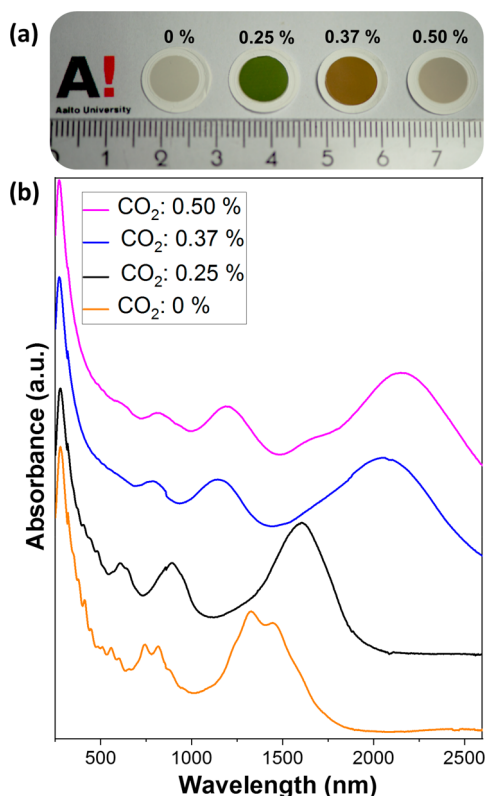 (a)
0 % 0.25 % 0.37 % 0.50 %
A!
Aalto University
0 1 2 3 4 5 6 7
(b)
CO₂: 0.50 %
CO₂: 0.37 %
CO₂: 0.25 %
CO₂: 0 %
Absorbance (a.u.)
500 1000 1500 2000 2500
Wavelength (nm)